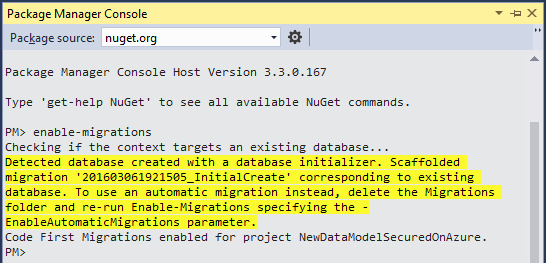 Package Manager Console
Package source: nuget.org
Package Manager Console Host Version 3.3.0.167
Type 'get-help NuGet' to see all available NuGet commands.
PM> enable-migrations
Checking if the context targets an existing database...
Detected database created with a database initializer. Scaffolded
migration '201603061921505_InitialCreate' corresponding to existing
database. To use an automatic migration instead, delete the Migrations
folder and re-run Enable-Migrations specifying the -
EnableAutomaticMigrations parameter.
Code First Migrations enabled for project NewDataModelSecuredOnAzure.
PM>